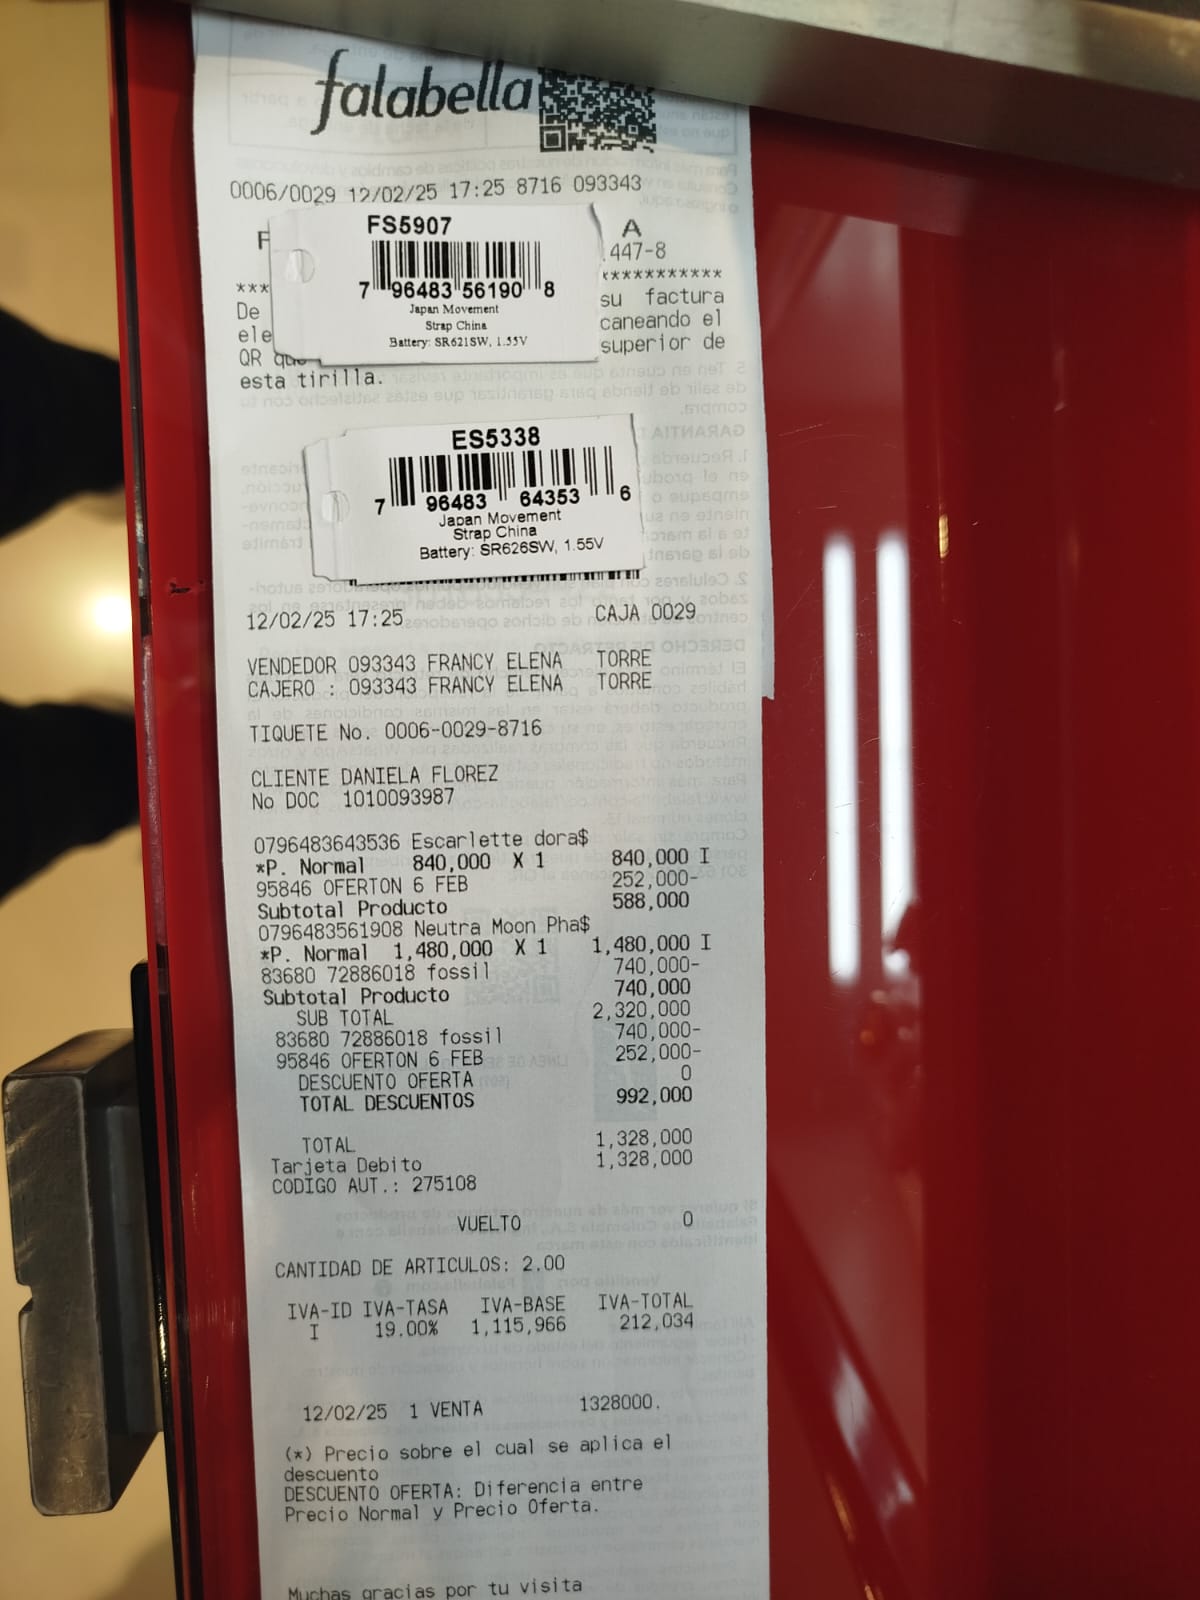 falabella
0006/0029 12/02/25 17:25 8716 093343
FS5907
7 96483 56190 8
Japan Movement
Strap China
Battery: SR621SW, 1.55V
F A
.447-8
*** ***********
De su factura
ele caneando el
QR que superior de
esta tirilla.
ES5338
7 96483 64353 6
Japan Movement
Strap China
Battery: SR626SW, 1.55V
12/02/25 17:25 CAJA 0029
VENDEDOR 093343 FRANCY ELENA TORRE
CAJERO : 093343 FRANCY ELENA TORRE
TIQUETE No. 0006-0029-8716
CLIENTE DANIELA FLOREZ
No DOC 1010093987
0796483643536 Escarlette dora$
*P. Normal 840,000 X 1 840,000 I
95846 OFERTON 6 FEB 252,000-
Subtotal Producto 588,000
0796483561908 Neutra Moon Pha$
*P. Normal 1,480,000 X 1 1,480,000 I
83680 72886018 fossil 740,000-
Subtotal Producto 740,000
SUB TOTAL 2,320,000
83680 72886018 fossil 740,000-
95846 OFERTON 6 FEB 252,000-
DESCUENTO OFERTA 0
TOTAL DESCUENTOS 992,000
TOTAL 1,328,000
Tarjeta Debito 1,328,000
CODIGO AUT.: 275108
VUELTO 0
CANTIDAD DE ARTICULOS: 2.00
IVA-ID IVA-TASA IVA-BASE IVA-TOTAL
I 19.00% 1,115,966 212,034
12/02/25 1 VENTA 1328000.
(*) Precio sobre el cual se aplica el
descuento
DESCUENTO OFERTA: Diferencia entre
Precio Normal y Precio Oferta.
Muchas gracias por tu visita